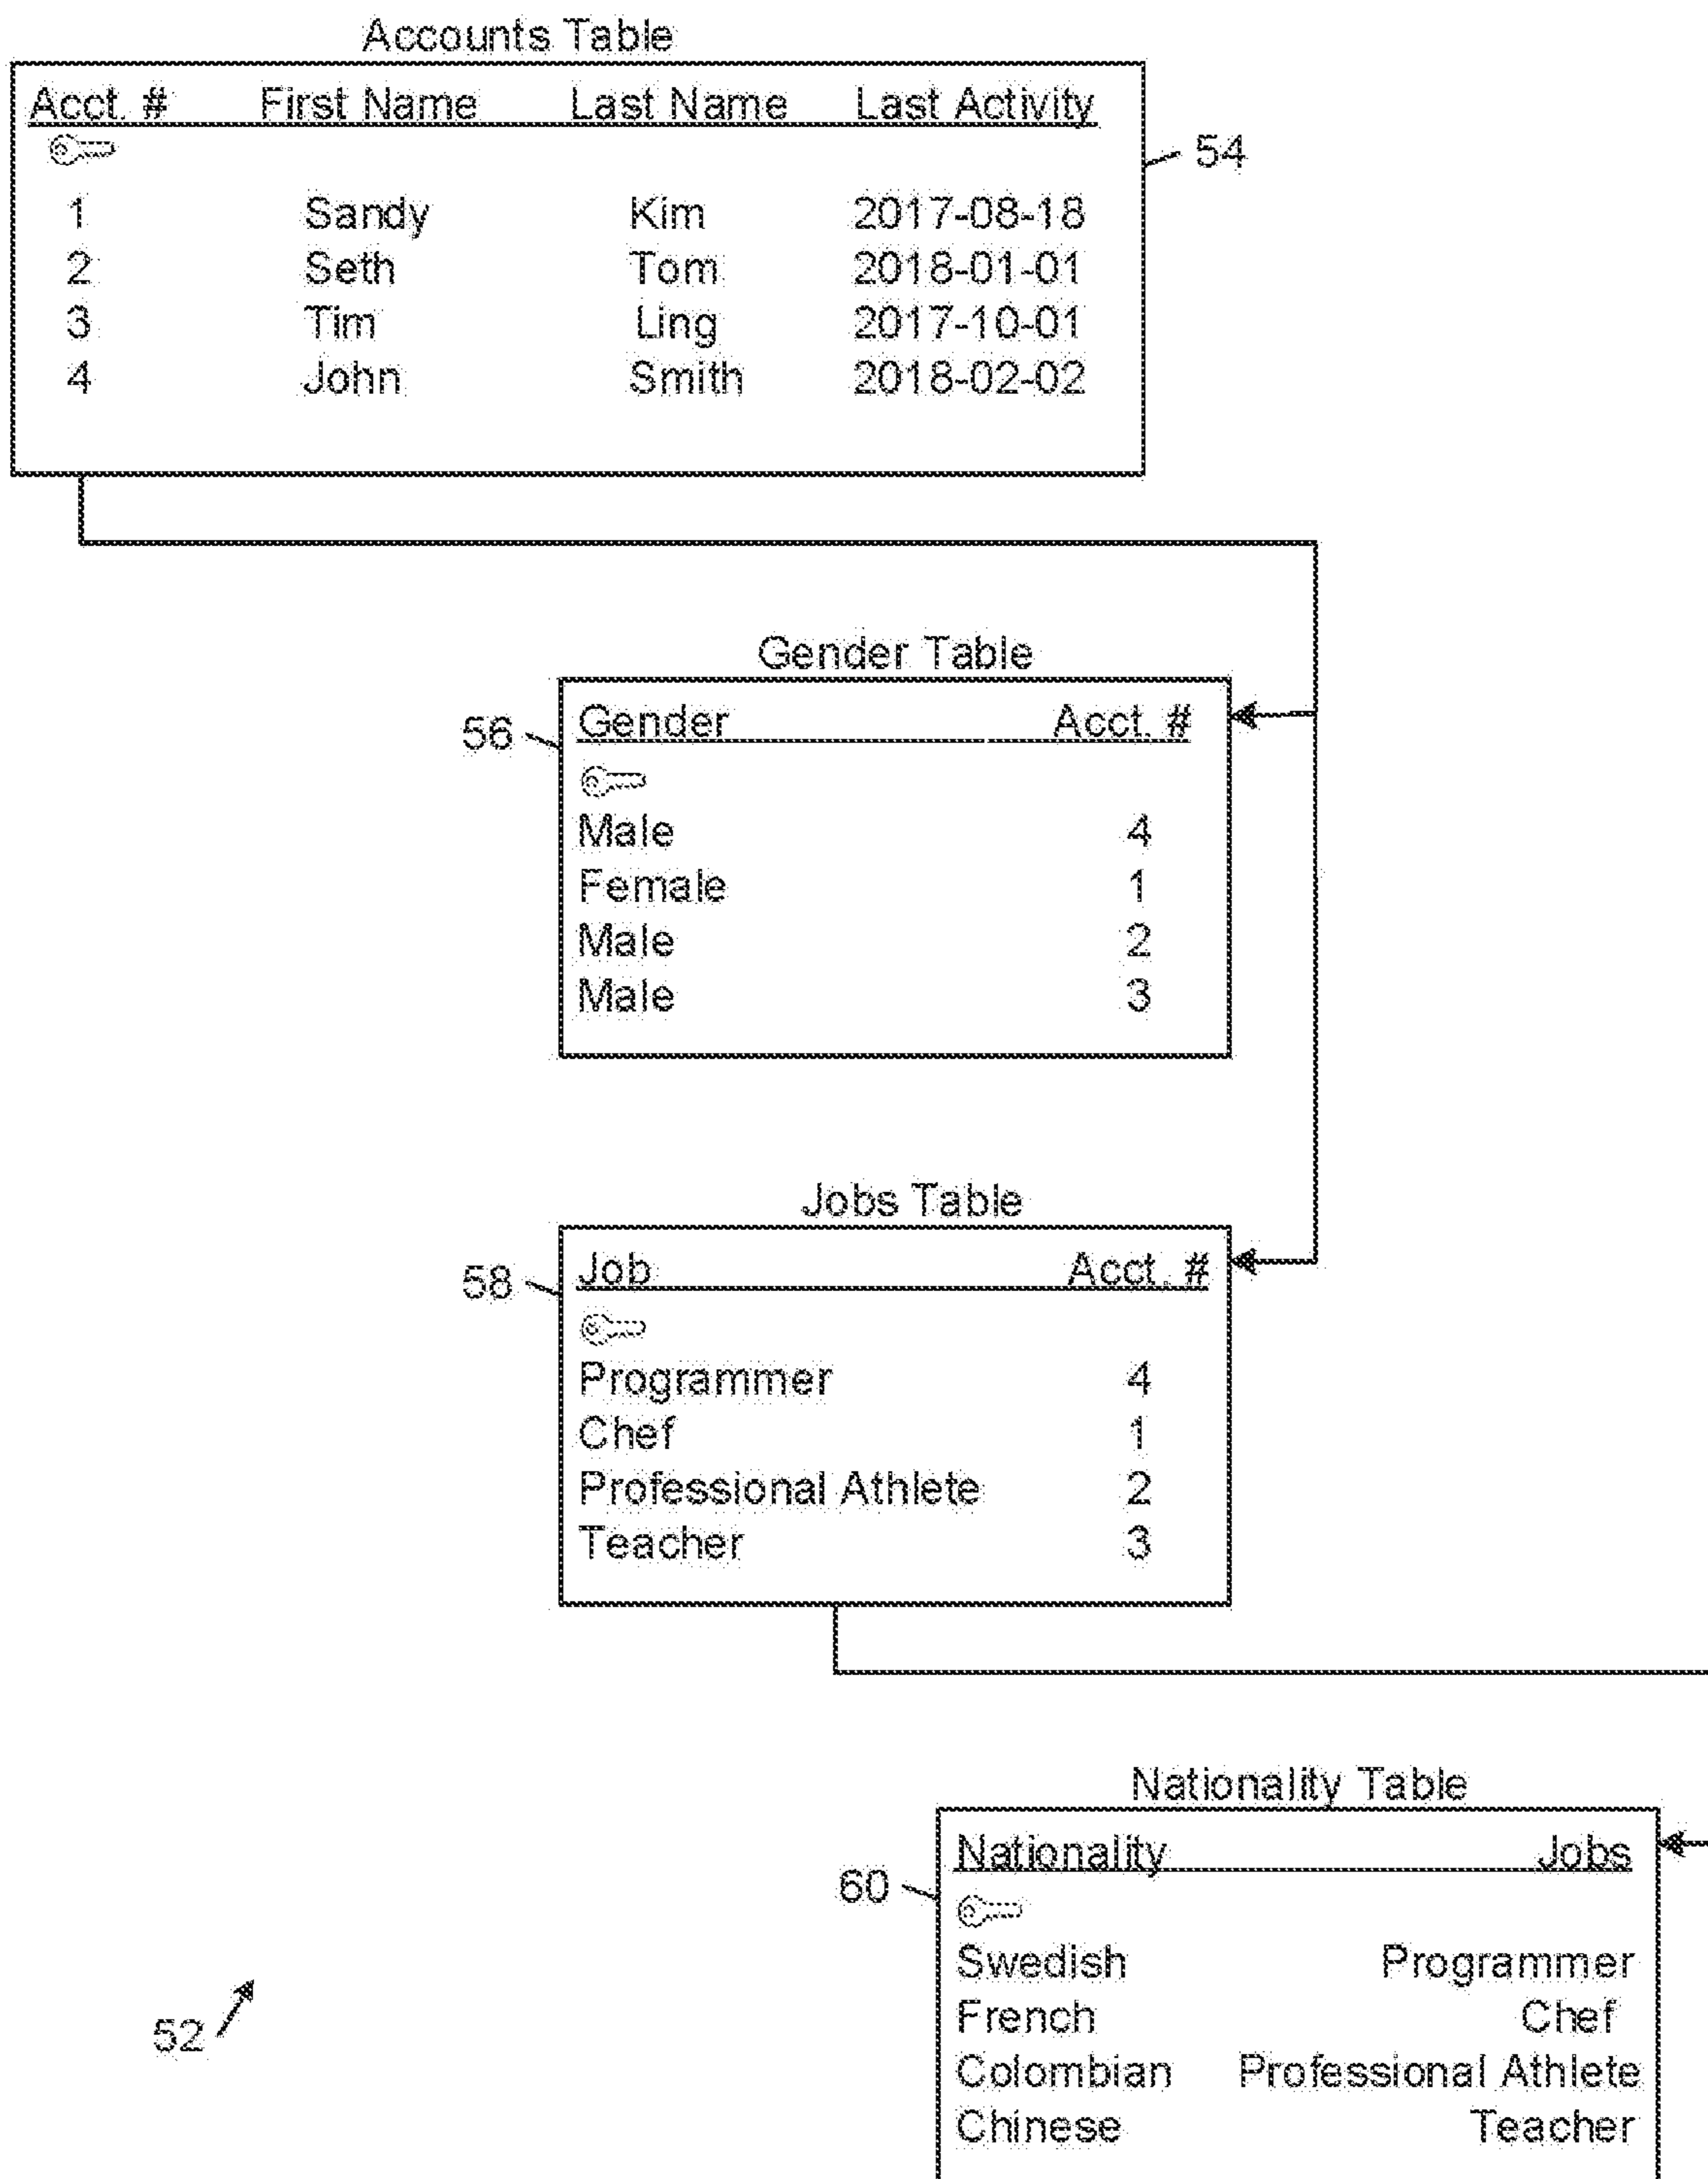 Accounts Table
Acct. # First Name Last Name Last Activity
54
1 Sandy Kim 2017-08-18
2 Seth Tom 2018-01-01
3 Tim Ling 2017-10-01
4 John Smith 2018-02-02
Gender Table
56 Gender Acct. #
Male 4
Female 1
Male 2
Male 3
Jobs Table
58 Job Acct. #
Programmer 4
Chef 1
Professional Athlete 2
Teacher 3
Nationality Table
Nationality Jobs
60
Swedish Programmer
French Chef
52
Colombian Professional Athlete
Chinese Teacher